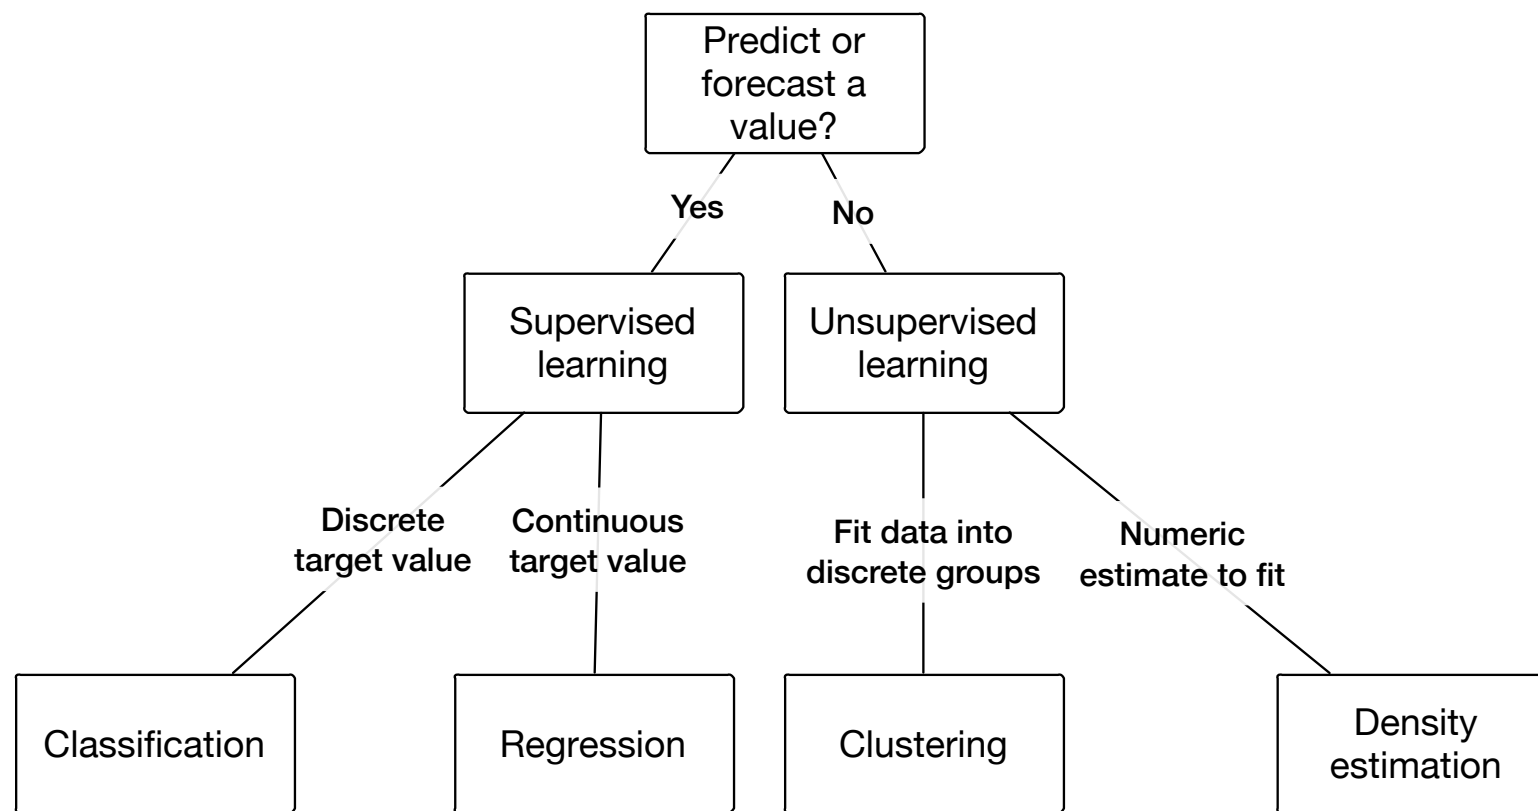 Predict or
forecast a
value?
Yes
No
Supervised
learning
Unsupervised
learning
Discrete
target value
Continuous
target value
Fit data into
discrete groups
Numeric
estimate to fit
Classification
Regression
Clustering
Density
estimation